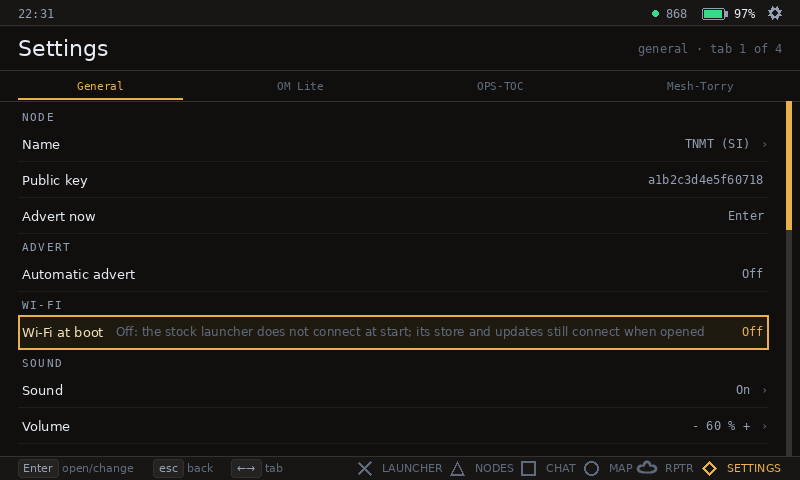 22:31 868 97%
Settings general · tab 1 of 4
General OM Lite OPS-TOC Mesh-Torry
NODE
Name TNMT (SI) ›
Public key a1b2c3d4e5f60718
Advert now Enter
ADVERT
Automatic advert Off
WI-FI
Wi-Fi at boot Off: the stock launcher does not connect at start; its store and updates still connect when opened Off
SOUND
Sound On ›
Volume - 60 % + ›
Enter open/change esc back ←→ tab LAUNCHER NODES CHAT MAP RPTR SETTINGS